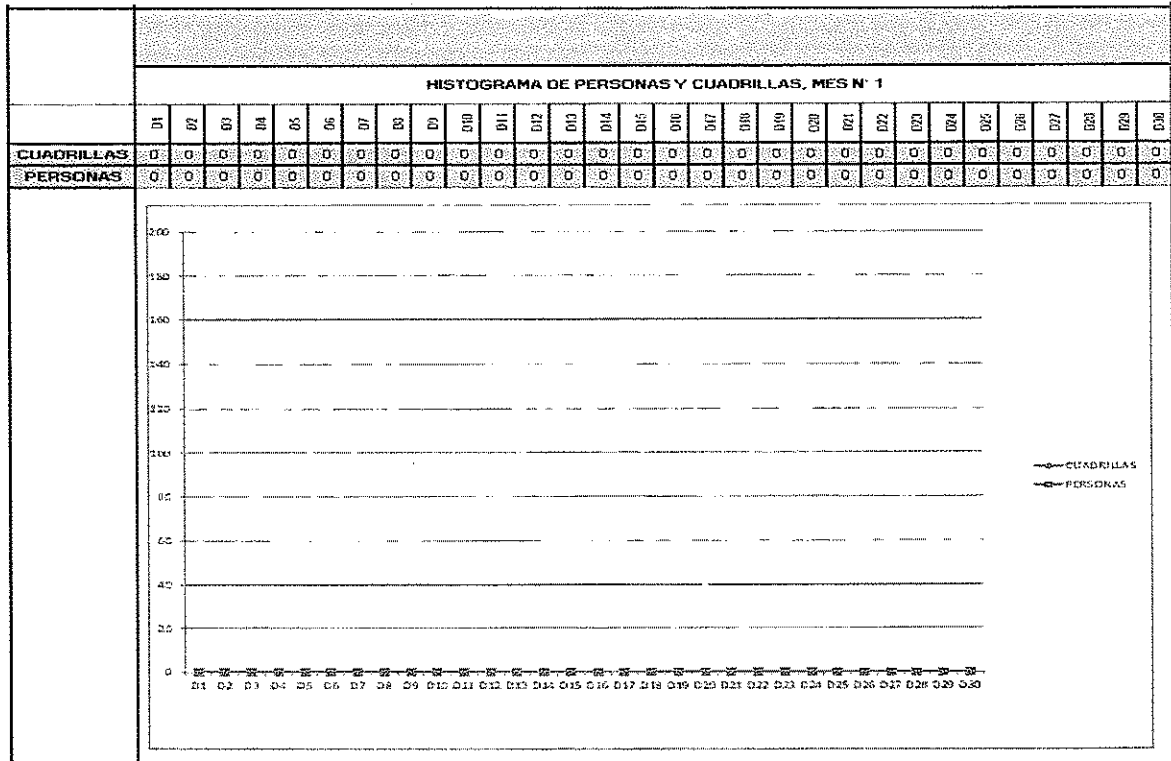 HISTOGRAMA DE PERSONAS Y CUADRILLAS, MES N° 1
D1 D2 D3 D4 D5 D6 D7 D8 D9 D10 D11 D12 D13 D14 D15 D16 D17 D18 D19 D20 D21 D22 D23 D24 D25 D26 D27 D28 D29 D30
CUADRILLAS 0 0 0 0 0 0 0 0 0 0 0 0 0 0 0 0 0 0 0 0 0 0 0 0 0 0 0 0 0 0
PERSONAS 0 0 0 0 0 0 0 0 0 0 0 0 0 0 0 0 0 0 0 0 0 0 0 0 0 0 0 0 0 0
200
180
160
140
120
100
CUADRILLAS
80
PERSONAS
60
40
20
0
D1 D2 D3 D4 D5 D6 D7 D8 D9 D10 D11 D12 D13 D14 D15 D16 D17 D18 D19 D20 D21 D22 D23 D24 D25 D26 D27 D28 D29 D30